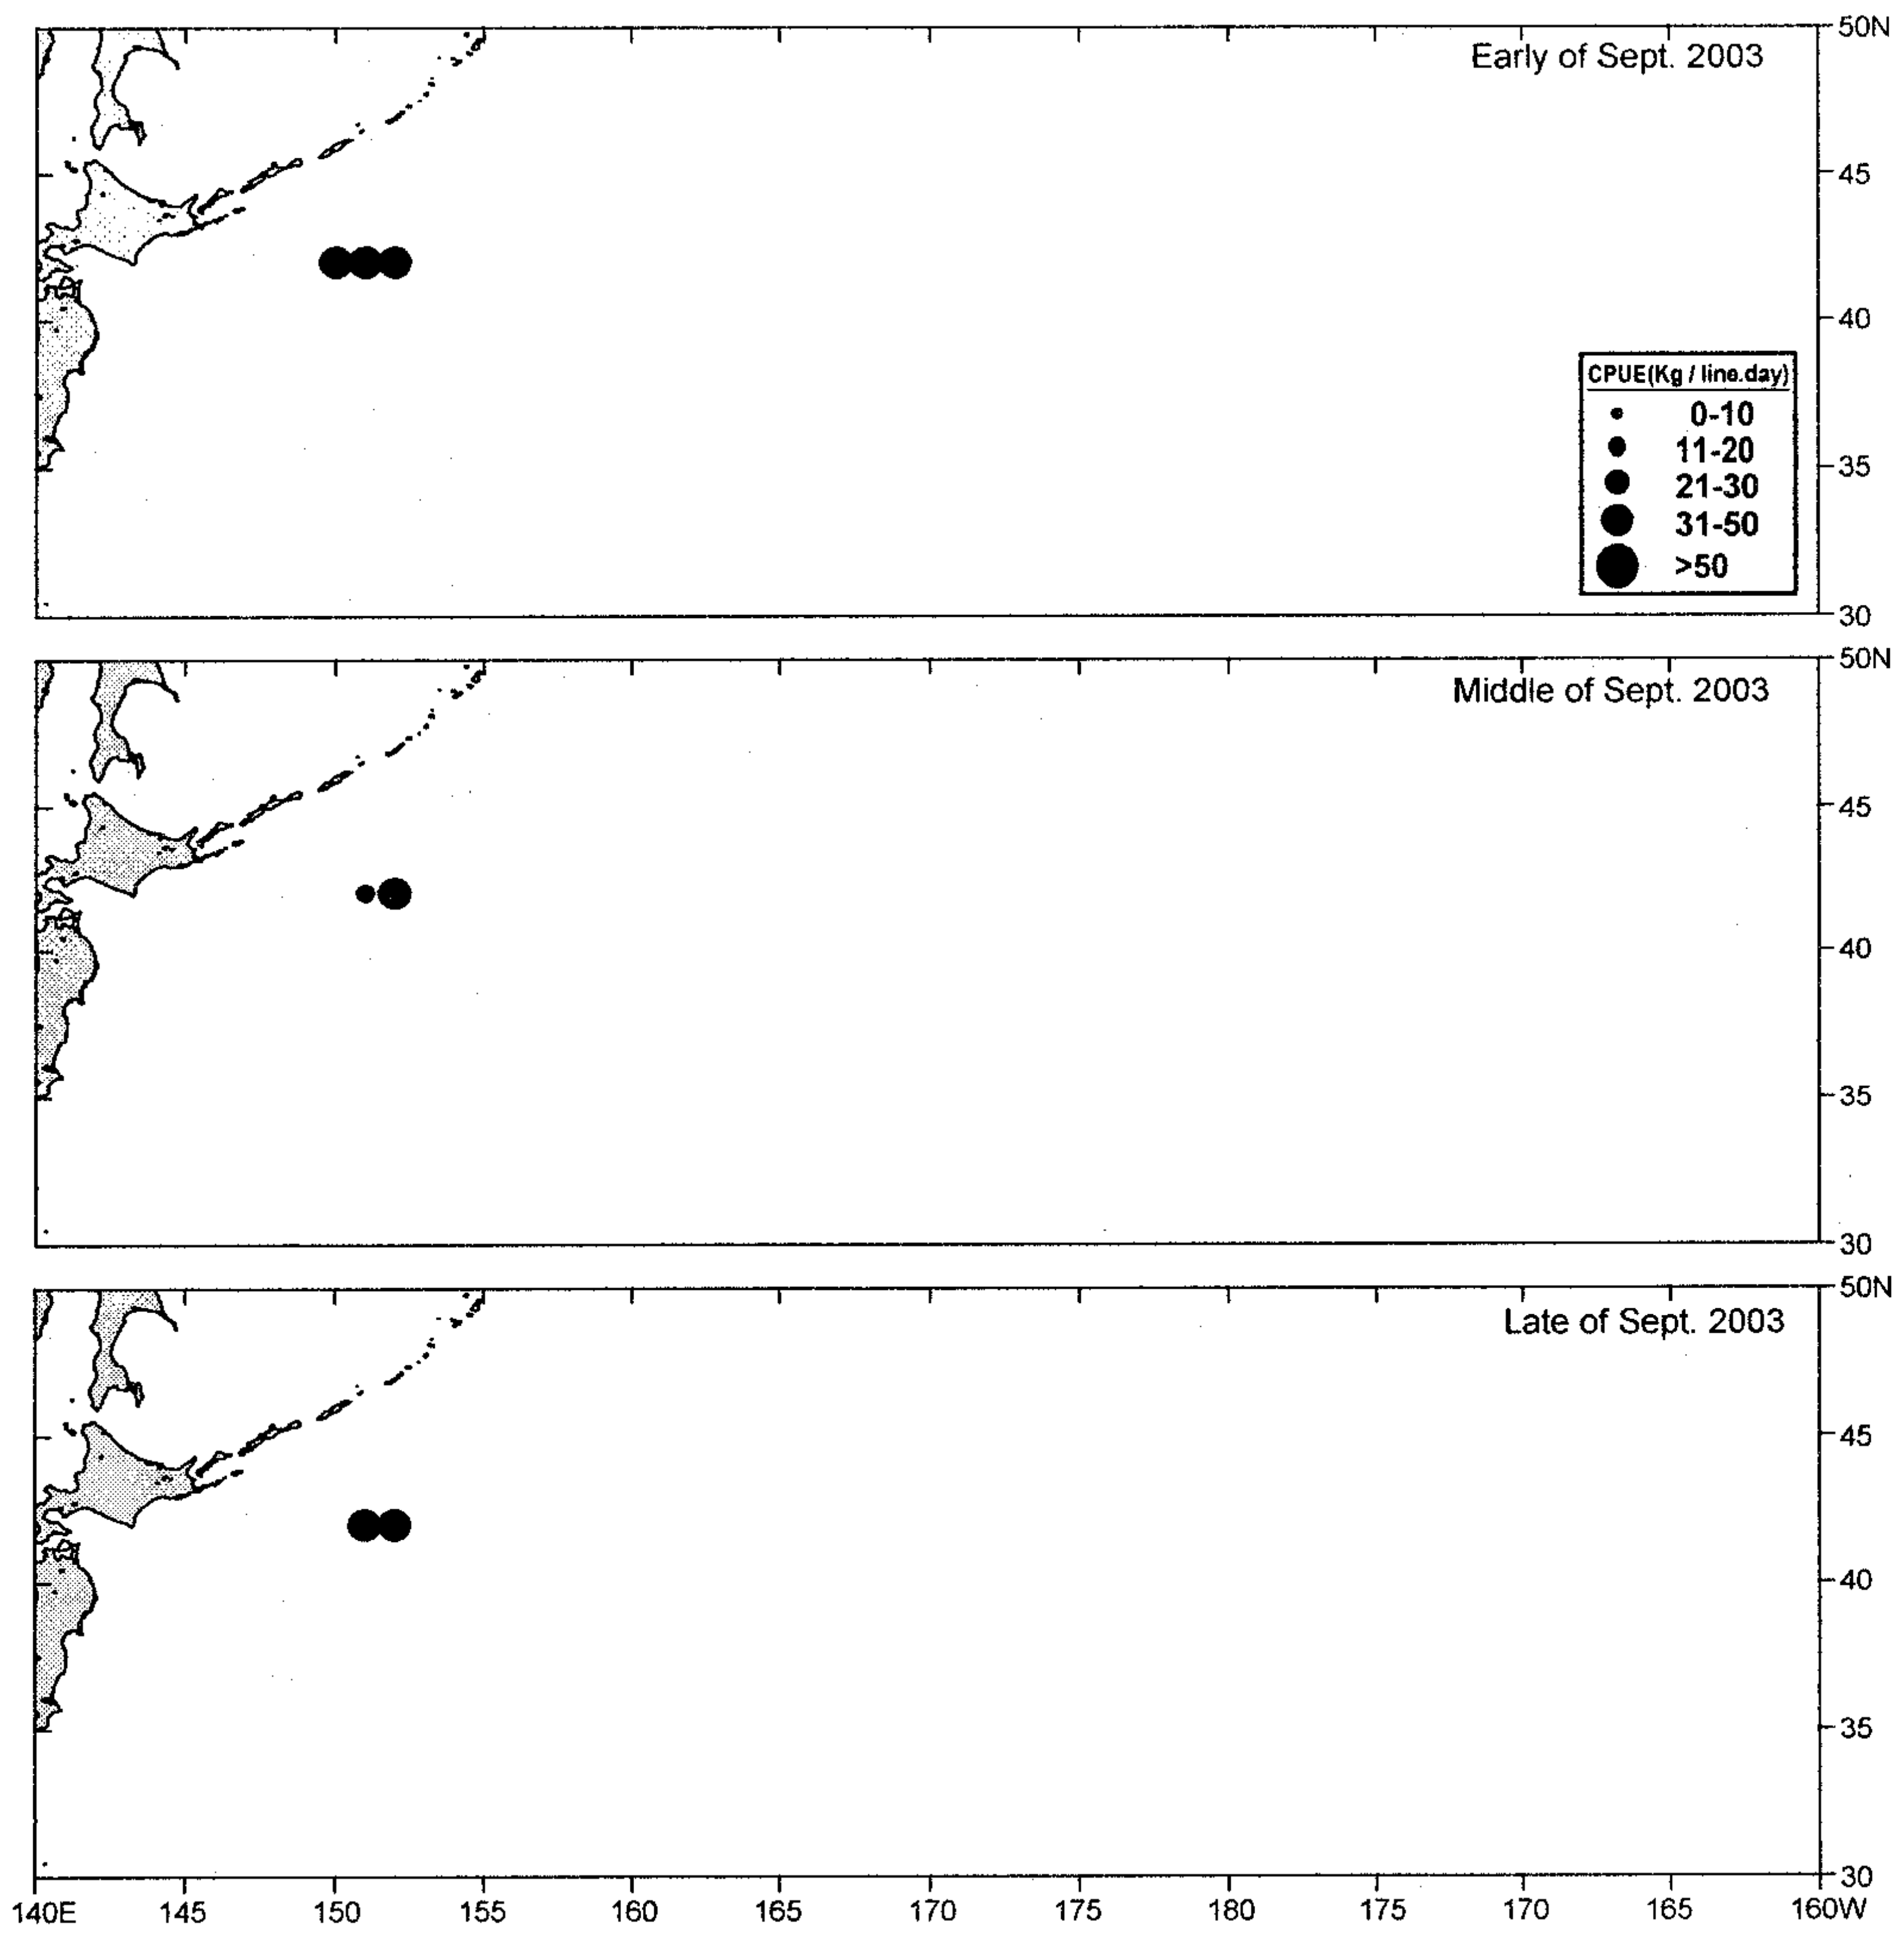 50N
Early of Sept. 2003
45
40
CPUE(Kg / line.day)
0-10
11-20
35
21-30
31-50
>50
30
50N
Middle of Sept. 2003
45
40
35
30
50N
Late of Sept. 2003
45
40
35
30
140E 145 150 155 160 165 170 175 180 175 170 165 160W